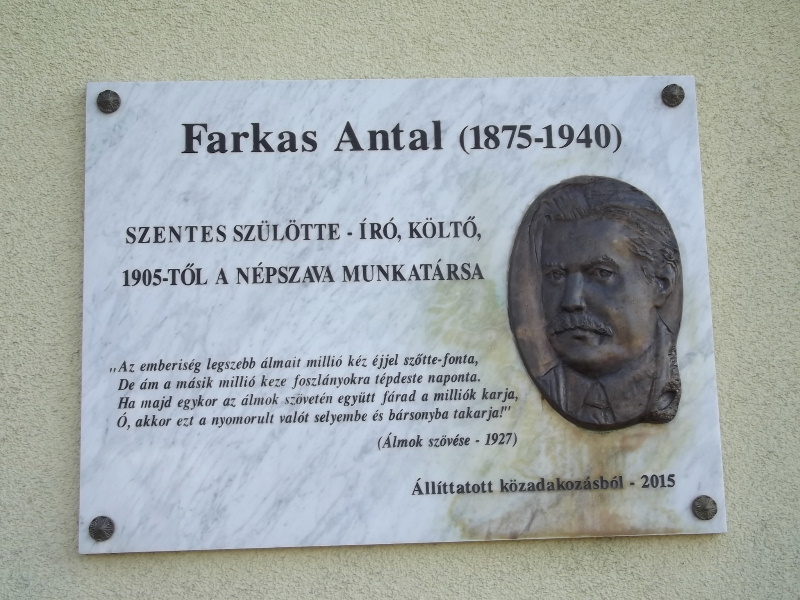 Farkas Antal (1875-1940)
SZENTES SZÜLÖTTE - ÍRÓ, KÖLTŐ,
1905-TŐL A NÉPSZAVA MUNKATÁRSA
„Az emberiség legszebb álmait millió kéz éjjel szőtte-fonta,
De ám a másik millió keze foszlányokra tépdeste naponta.
Ha majd egykor az álmok szövetén együtt fárad a milliók karja,
Ó, akkor ezt a nyomorult valót selyembe és bársonyba takarja!"
(Álmok szövése - 1927)
Állíttatott közadakozásból - 2015